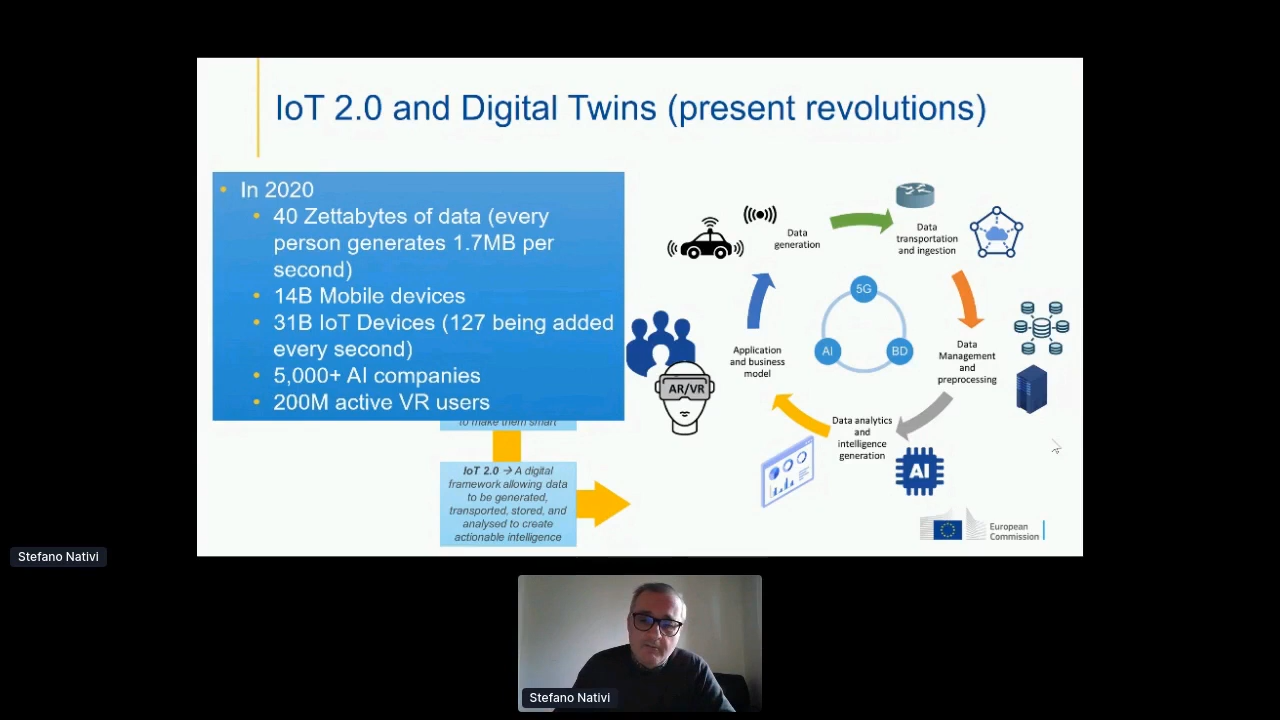 IoT 2.0 and Digital Twins (present revolutions)
• In 2020
• 40 Zettabytes of data (every
person generates 1.7MB per
second)
• 14B Mobile devices
• 31B IoT Devices (127 being added
every second)
• 5,000+ AI companies
• 200M active VR users
to make them smart
IoT 2.0 → A digital
framework allowing data
to be generated,
transported, stored, and
analysed to create
actionable intelligence
Data
generation
Data
transportation
and ingestion
Data
Management
and
preprocessing
Data analytics
and
intelligence
generation
Application
and business
model
5G
AI
BD
AR/VR
AI
European
Commission
Stefano Nativi
Stefano Nativi